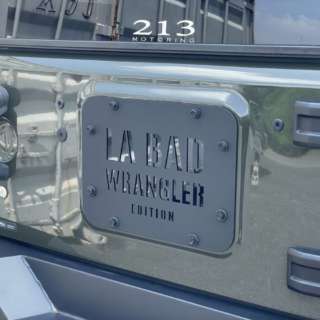 213
MOTORING
LA BAD
WRANGLER
EDITION